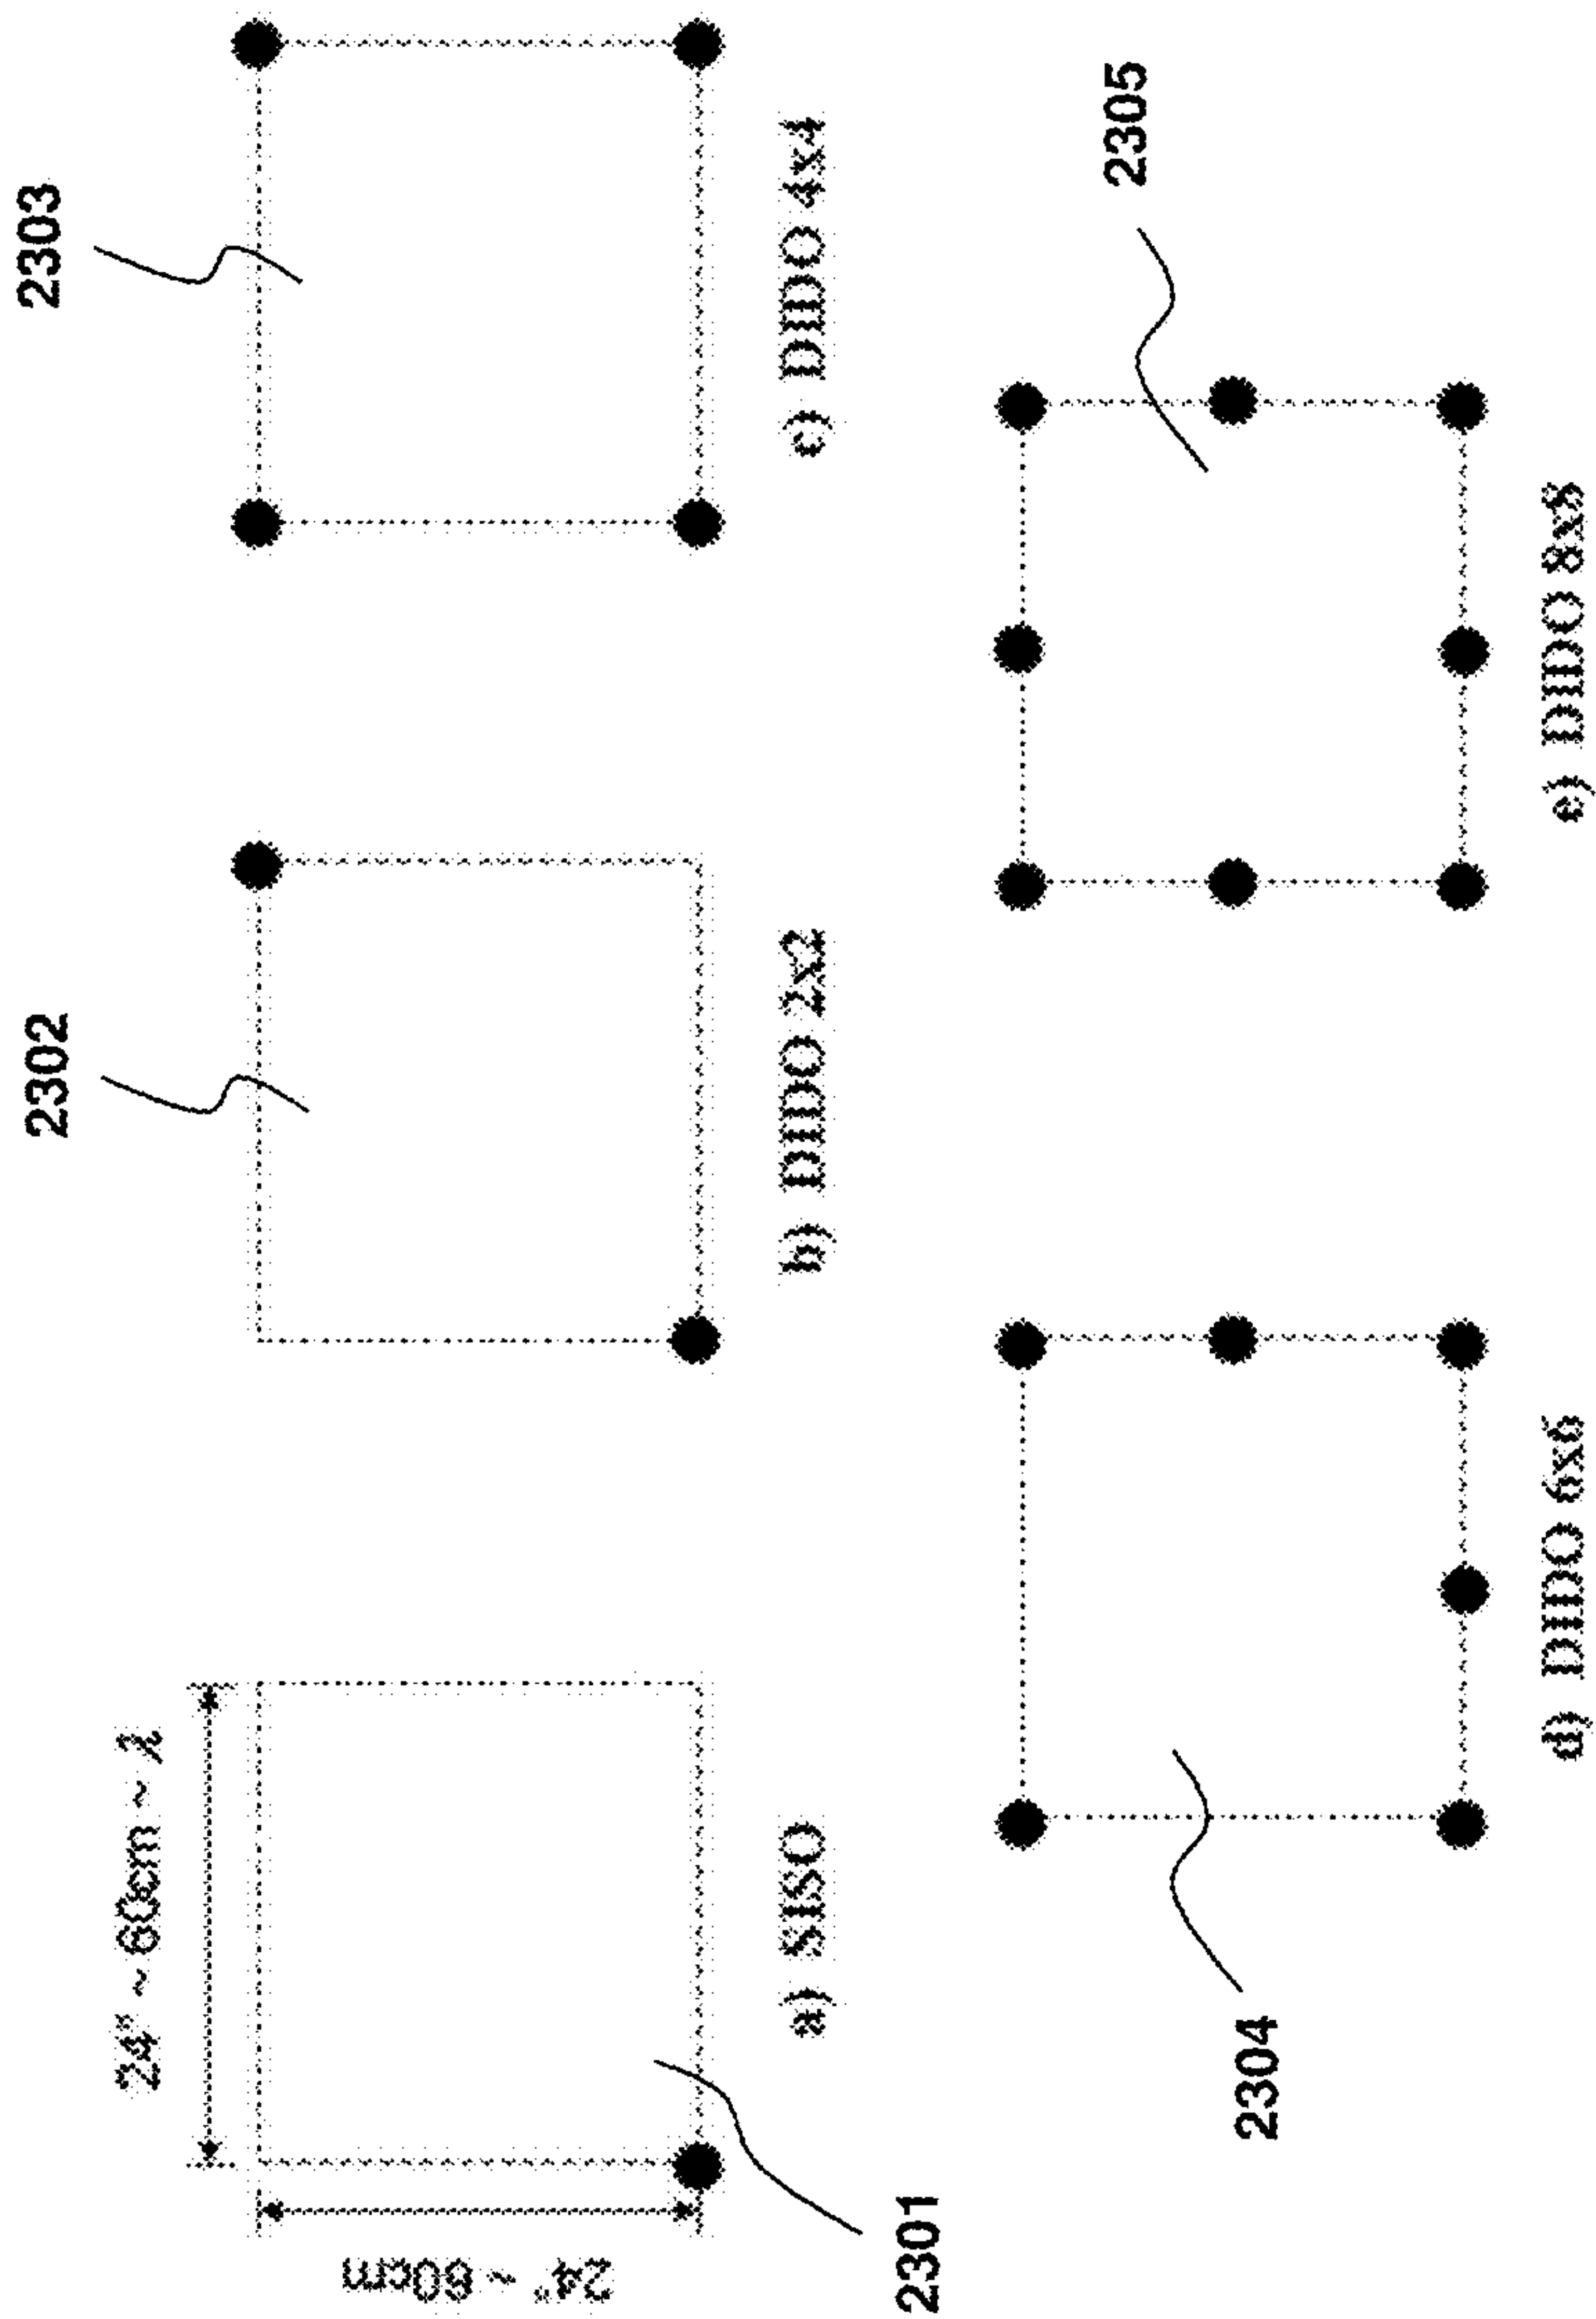 2302
2303
24" ~ 60cm ~ λ
24" ~ 60cm
a) SISO
b) DIDO 2x2
c) DIDO 4x4
2301
2305
2304
d) DIDO 6x6
e) DIDO 8x8